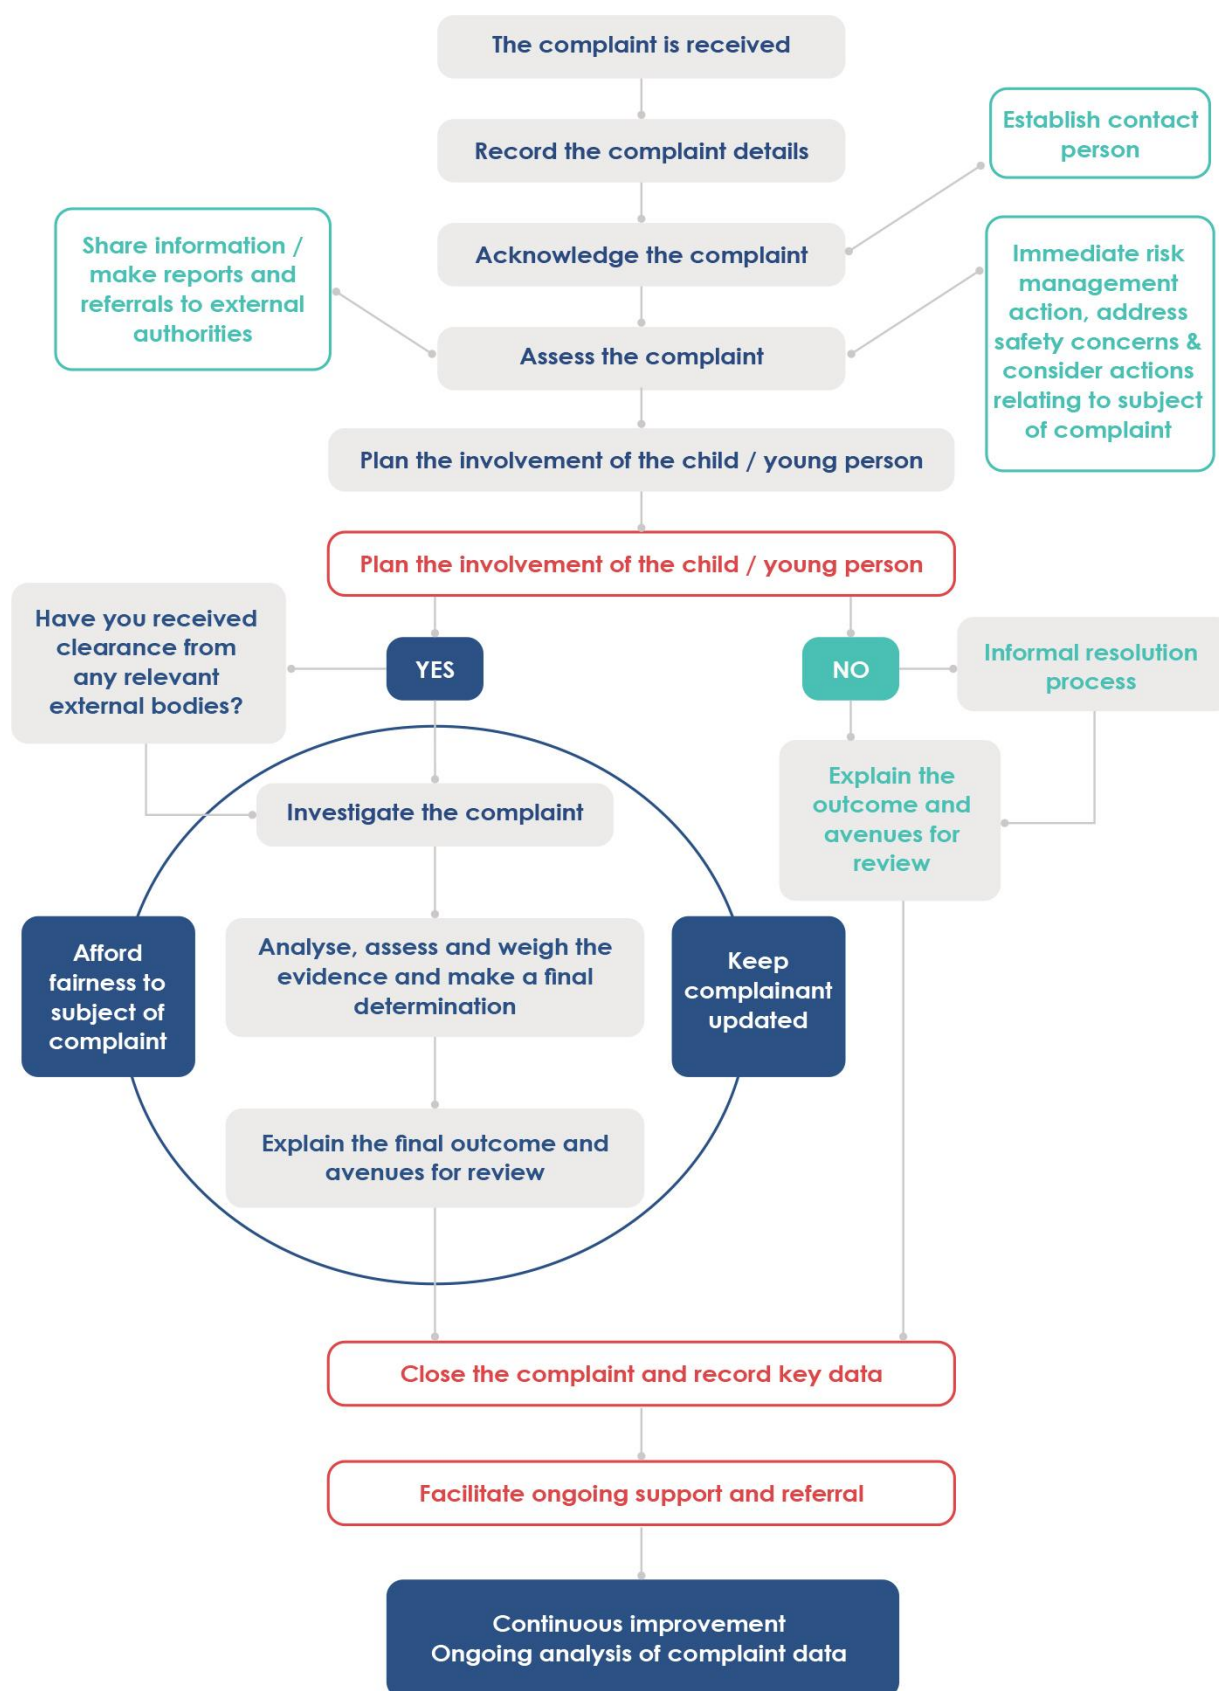 The complaint is received
Record the complaint details
Establish contact
person
Acknowledge the complaint
Share information /
make reports and
referrals to external
authorities
Immediate risk
management
action, address
safety concerns &
consider actions
relating to subject
of complaint
Assess the complaint
Plan the involvement of the child / young person
Plan the involvement of the child / young person
Have you received
clearance from
any relevant
external bodies?
YES
NO
Informal resolution
process
Explain the
outcome and
avenues for
review
Investigate the complaint
Afford
fairness to
subject of
complaint
Analyse, assess and weigh the
evidence and make a final
determination
Keep
complainant
updated
Explain the final outcome and
avenues for review
Close the complaint and record key data
Facilitate ongoing support and referral
Continuous improvement
Ongoing analysis of complaint data